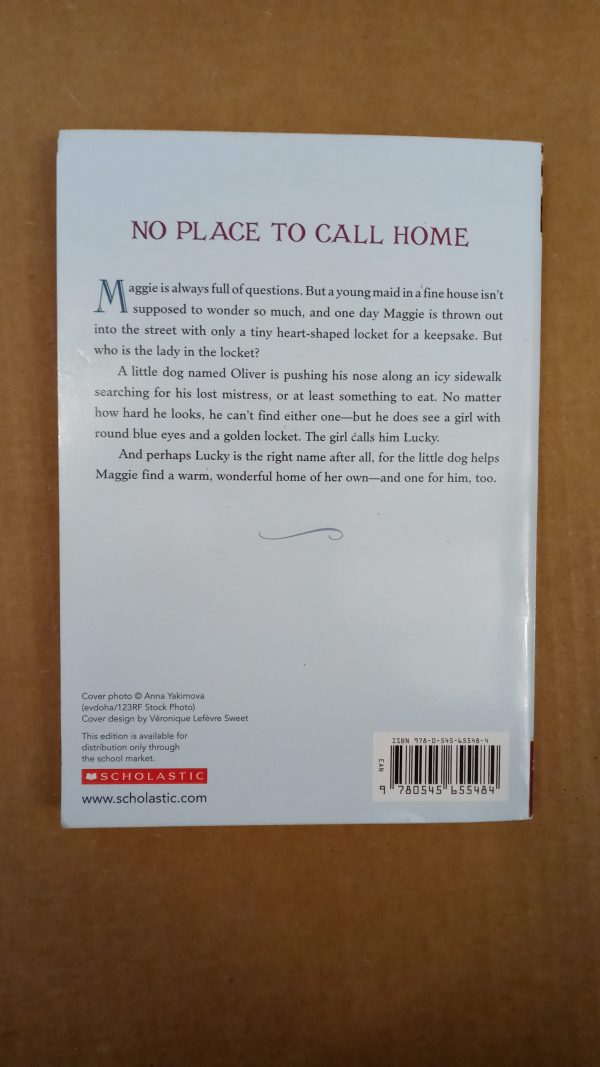 NO PLACE TO CALL HOME
Maggie is always full of questions. But a young maid in a fine house isn't
supposed to wonder so much, and one day Maggie is thrown out
into the street with only a tiny heart-shaped locket for a keepsake. But
who is the lady in the locket?
A little dog named Oliver is pushing his nose along an icy sidewalk
searching for his lost mistress, or at least something to eat. No matter
how hard he looks, he can't find either one—but he does see a girl with
round blue eyes and a golden locket. The girl calls him Lucky.
And perhaps Lucky is the right name after all, for the little dog helps
Maggie find a warm, wonderful home of her own—and one for him, too.
Cover photo © Anna Yakimova
(evdoha/123RF Stock Photo)
Cover design by Véronique Lefèvre Sweet
This edition is available for
distribution only through
the school market.
SCHOLASTIC
www.scholastic.com
ISBN 978-0-545-65548-4
EAN
9 780545 655484